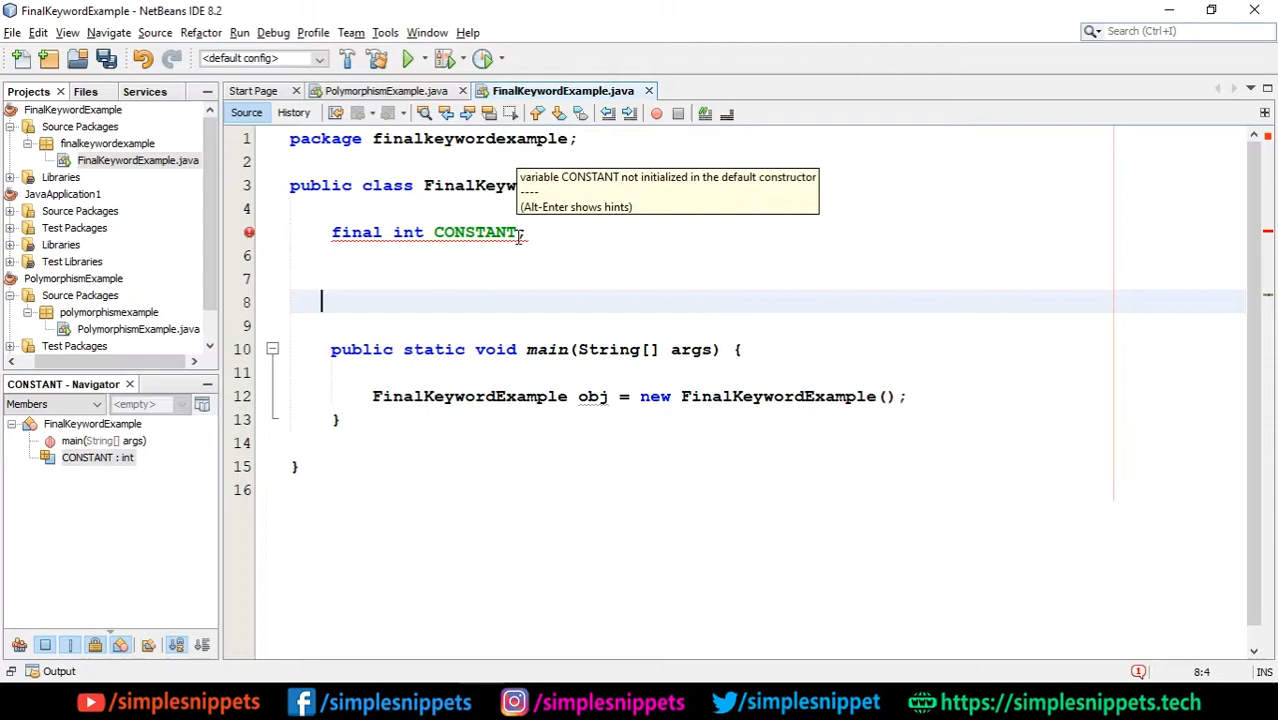 FinalKeywordExample - NetBeans IDE 8.2
File Edit View Navigate Source Refactor Run Debug Profile Team Tools Window Help
Search (Ctrl+I)
<default config>
Projects Files Services
Start Page PolymorphismExample.java FinalKeywordExample.java
FinalKeywordExample
Source Packages
finalkeywordexample
FinalKeywordExample.java
Libraries
JavaApplication1
Source Packages
Test Packages
Libraries
Test Libraries
PolymorphismExample
Source Packages
polymorphismexample
PolymorphismExample.java
Test Packages
CONSTANT - Navigator
Members <empty>
FinalKeywordExample
main(String[] args)
CONSTANT : int
Source History
1 package finalkeywordexample;
2
3 public class FinalKeyw
variable CONSTANT not initialized in the default constructor
----
(Alt-Enter shows hints)
4
final int CONSTANT;
6
7
8
9
10 public static void main(String[] args) {
11
12 FinalKeywordExample obj = new FinalKeywordExample();
13 }
14
15 }
16
Output
1 8:4 INS
/simplesnippets /simplesnippets /simplesnippets /simplesnippets https://simplesnippets.tech